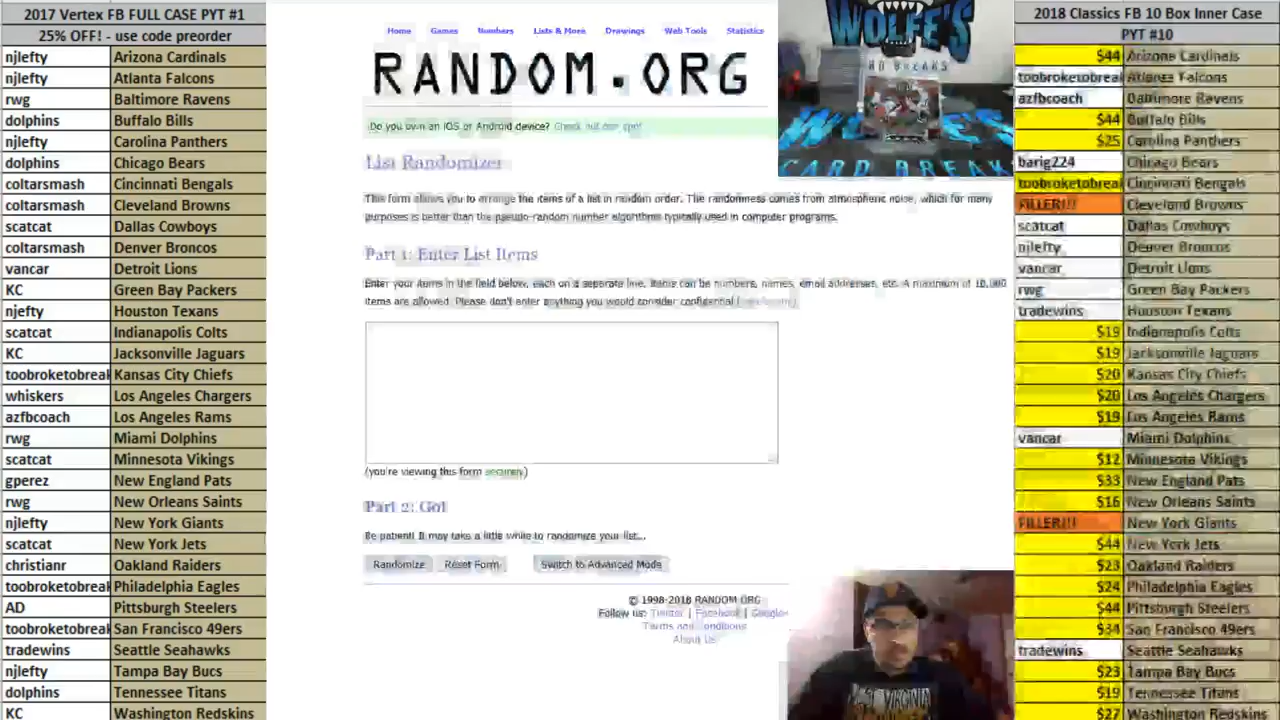 2017 Vertex FB FULL CASE PYT #1
25% OFF! - use code preorder
njlefty Arizona Cardinals
njlefty Atlanta Falcons
rwg Baltimore Ravens
dolphins Buffalo Bills
njlefty Carolina Panthers
dolphins Chicago Bears
coltarsmash Cincinnati Bengals
coltarsmash Cleveland Browns
scatcat Dallas Cowboys
coltarsmash Denver Broncos
vancar Detroit Lions
KC Green Bay Packers
njefty Houston Texans
scatcat Indianapolis Colts
KC Jacksonville Jaguars
toobroketobreak Kansas City Chiefs
whiskers Los Angeles Chargers
azfbcoach Los Angeles Rams
rwg Miami Dolphins
scatcat Minnesota Vikings
gperez New England Pats
rwg New Orleans Saints
njlefty New York Giants
scatcat New York Jets
christianr Oakland Raiders
toobroketobreak Philadelphia Eagles
AD Pittsburgh Steelers
toobroketobreak San Francisco 49ers
tradewins Seattle Seahawks
njlefty Tampa Bay Bucs
dolphins Tennessee Titans
KC Washington Redskins
Home Games Numbers Lists & More Drawings Web Tools Statistics
RANDOM.ORG
Do you own an iOS or Android device? Check out our app!
List Randomizer
This form allows you to arrange the items of a list in random order. The randomness comes from atmospheric noise, which for many
purposes is better than the pseudo-random number algorithms typically used in computer programs.
Part 1: Enter List Items
Enter your items in the field below, each on a separate line. Items can be numbers, names, email addresses, etc. A maximum of 10,000
items are allowed. Please don't enter anything you would consider confidential
(you're viewing this form securely)
Part 2: Go!
Be patient! It may take a little while to randomize your list...
Randomize Reset Form Switch to Advanced Mode
© 1998-2018 RANDOM.ORG
Follow us: Twitter | Facebook | Google+
Terms and Conditions
About Us
WOLFE'S
CARD BREAKS
WOLFE'S
CARD BREAK
WEST VIRGINIA
2018 Classics FB 10 Box Inner Case
PYT #10
$44 Arizona Cardinals
toobroketobreak Atlanta Falcons
azfbcoach Baltimore Ravens
$44 Buffalo Bills
$25 Carolina Panthers
barig224 Chicago Bears
toobroketobreak Cincinnati Bengals
FILLER!!! Cleveland Browns
scatcat Dallas Cowboys
njlefty Denver Broncos
vancar Detroit Lions
rwg Green Bay Packers
tradewins Houston Texans
$19 Indianapolis Colts
$19 Jacksonville Jaguars
$20 Kansas City Chiefs
$20 Los Angeles Chargers
$19 Los Angeles Rams
vancar Miami Dolphins
$12 Minnesota Vikings
$33 New England Pats
$16 New Orleans Saints
FILLER!!! New York Giants
$44 New York Jets
$23 Oakland Raiders
$24 Philadelphia Eagles
$44 Pittsburgh Steelers
$34 San Francisco 49ers
tradewins Seattle Seahawks
$23 Tampa Bay Bucs
$19 Tennessee Titans
$27 Washington Redskins